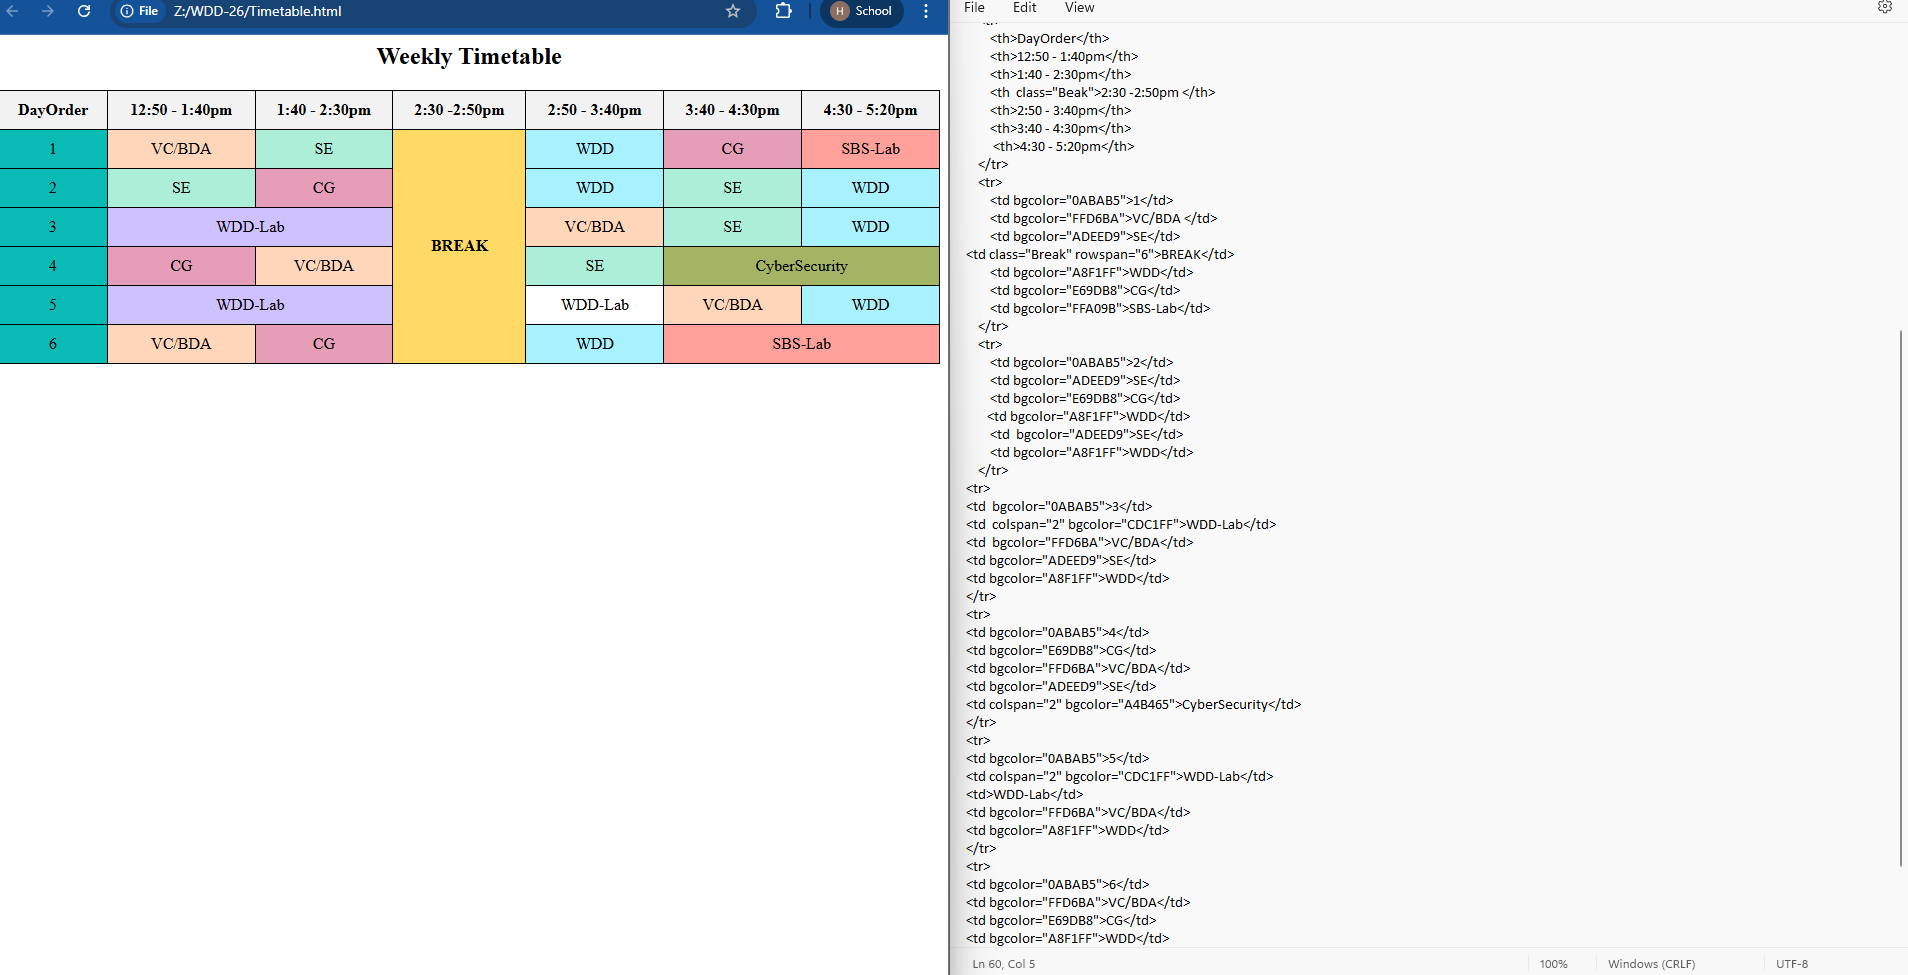 File Z:/WDD-26/Timetable.html H School
Weekly Timetable
DayOrder 12:50 - 1:40pm 1:40 - 2:30pm 2:30 -2:50pm 2:50 - 3:40pm 3:40 - 4:30pm 4:30 - 5:20pm
1 VC/BDA SE WDD CG SBS-Lab
2 SE CG WDD SE WDD
3 WDD-Lab VC/BDA SE WDD
BREAK
4 CG VC/BDA SE CyberSecurity
5 WDD-Lab WDD-Lab VC/BDA WDD
6 VC/BDA CG WDD SBS-Lab
File Edit View
<th>DayOrder</th>
<th>12:50 - 1:40pm</th>
<th>1:40 - 2:30pm</th>
<th  class="Beak">2:30 -2:50pm </th>
<th>2:50 - 3:40pm</th>
<th>3:40 - 4:30pm</th>
<th>4:30 - 5:20pm</th>
</tr>
<tr>
<td bgcolor="0ABAB5">1</td>
<td bgcolor="FFD6BA">VC/BDA </td>
<td bgcolor="ADEED9">SE</td>
<td class="Break" rowspan="6">BREAK</td>
<td bgcolor="A8F1FF">WDD</td>
<td bgcolor="E69DB8">CG</td>
<td bgcolor="FFA09B">SBS-Lab</td>
</tr>
<tr>
<td bgcolor="0ABAB5">2</td>
<td bgcolor="ADEED9">SE</td>
<td bgcolor="E69DB8">CG</td>
<td bgcolor="A8F1FF">WDD</td>
<td  bgcolor="ADEED9">SE</td>
<td bgcolor="A8F1FF">WDD</td>
</tr>
<tr>
<td  bgcolor="0ABAB5">3</td>
<td  colspan="2" bgcolor="CDC1FF">WDD-Lab</td>
<td  bgcolor="FFD6BA">VC/BDA</td>
<td bgcolor="ADEED9">SE</td>
<td bgcolor="A8F1FF">WDD</td>
</tr>
<tr>
<td bgcolor="0ABAB5">4</td>
<td bgcolor="E69DB8">CG</td>
<td bgcolor="FFD6BA">VC/BDA</td>
<td bgcolor="ADEED9">SE</td>
<td colspan="2" bgcolor="A4B465">CyberSecurity</td>
</tr>
<tr>
<td bgcolor="0ABAB5">5</td>
<td colspan="2" bgcolor="CDC1FF">WDD-Lab</td>
<td>WDD-Lab</td>
<td bgcolor="FFD6BA">VC/BDA</td>
<td bgcolor="A8F1FF">WDD</td>
</tr>
<tr>
<td bgcolor="0ABAB5">6</td>
<td bgcolor="FFD6BA">VC/BDA</td>
<td bgcolor="E69DB8">CG</td>
<td bgcolor="A8F1FF">WDD</td>
Ln 60, Col 5 100% Windows (CRLF) UTF-8